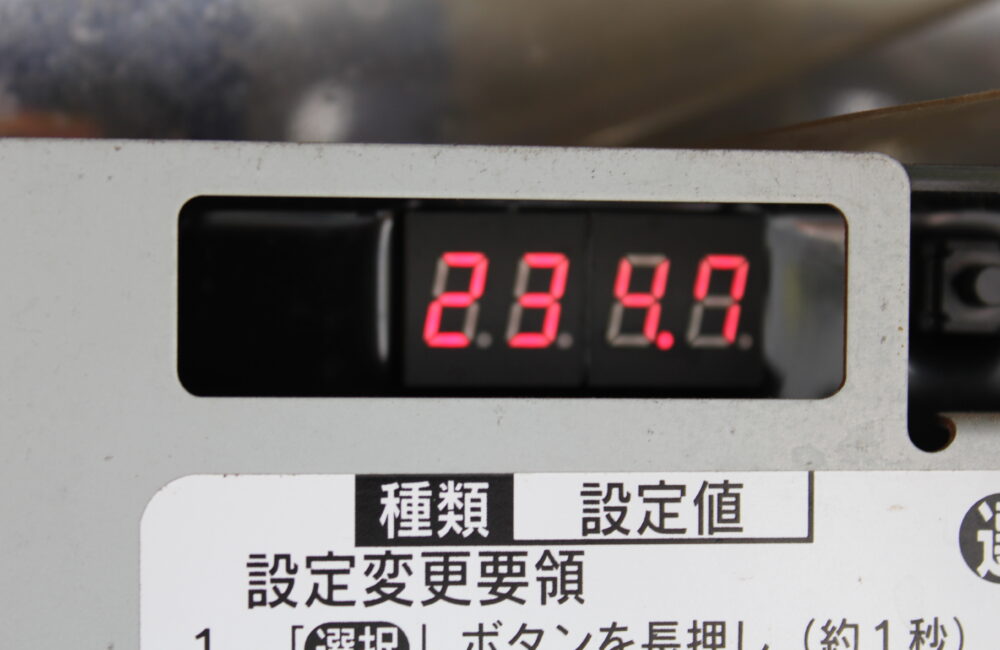 234.7
種類 設定値
設定変更要領
1 「選択」ボタンを長押し（約1秒）